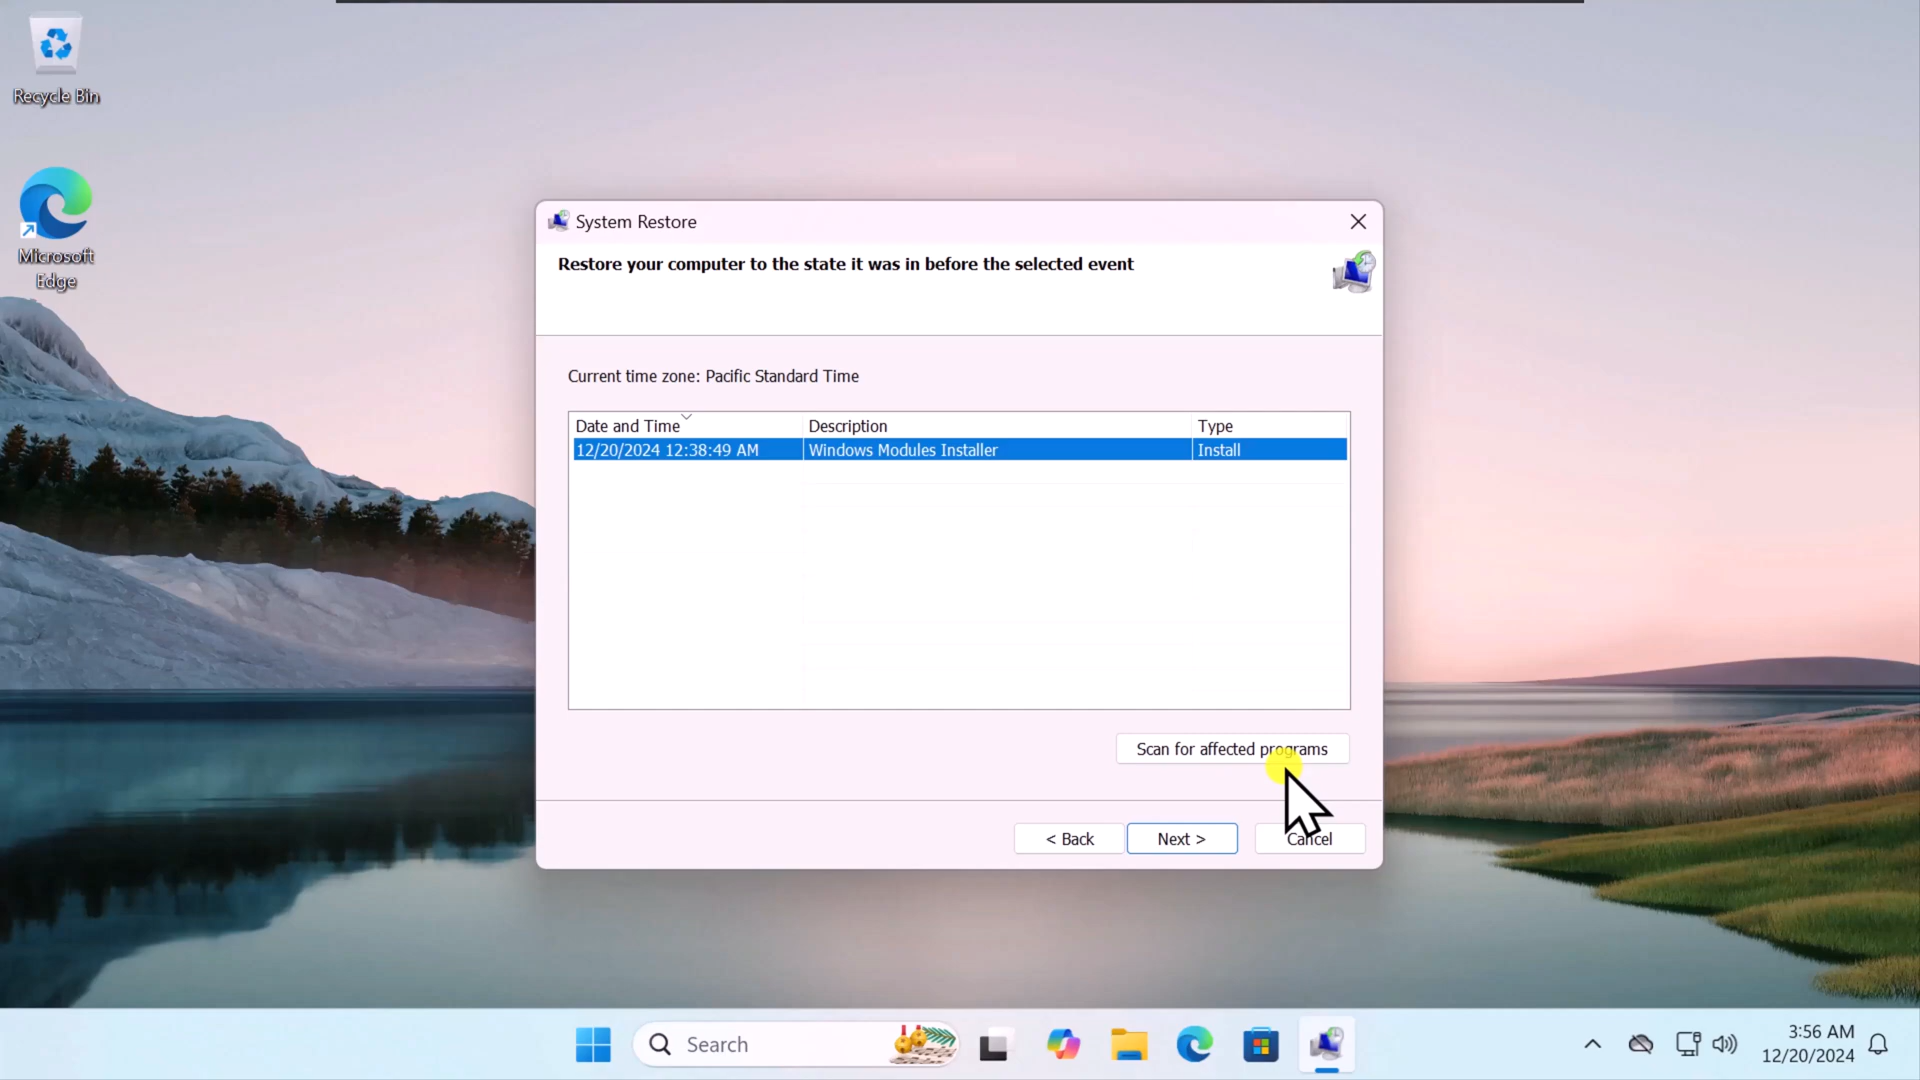 Recycle Bin
Microsoft
Edge
System Restore
Restore your computer to the state it was in before the selected event
Current time zone: Pacific Standard Time
Date and Time Description Type
12/20/2024 12:38:49 AM Windows Modules Installer Install
Scan for affected programs
< Back Next > Cancel
Search
3:56 AM
12/20/2024